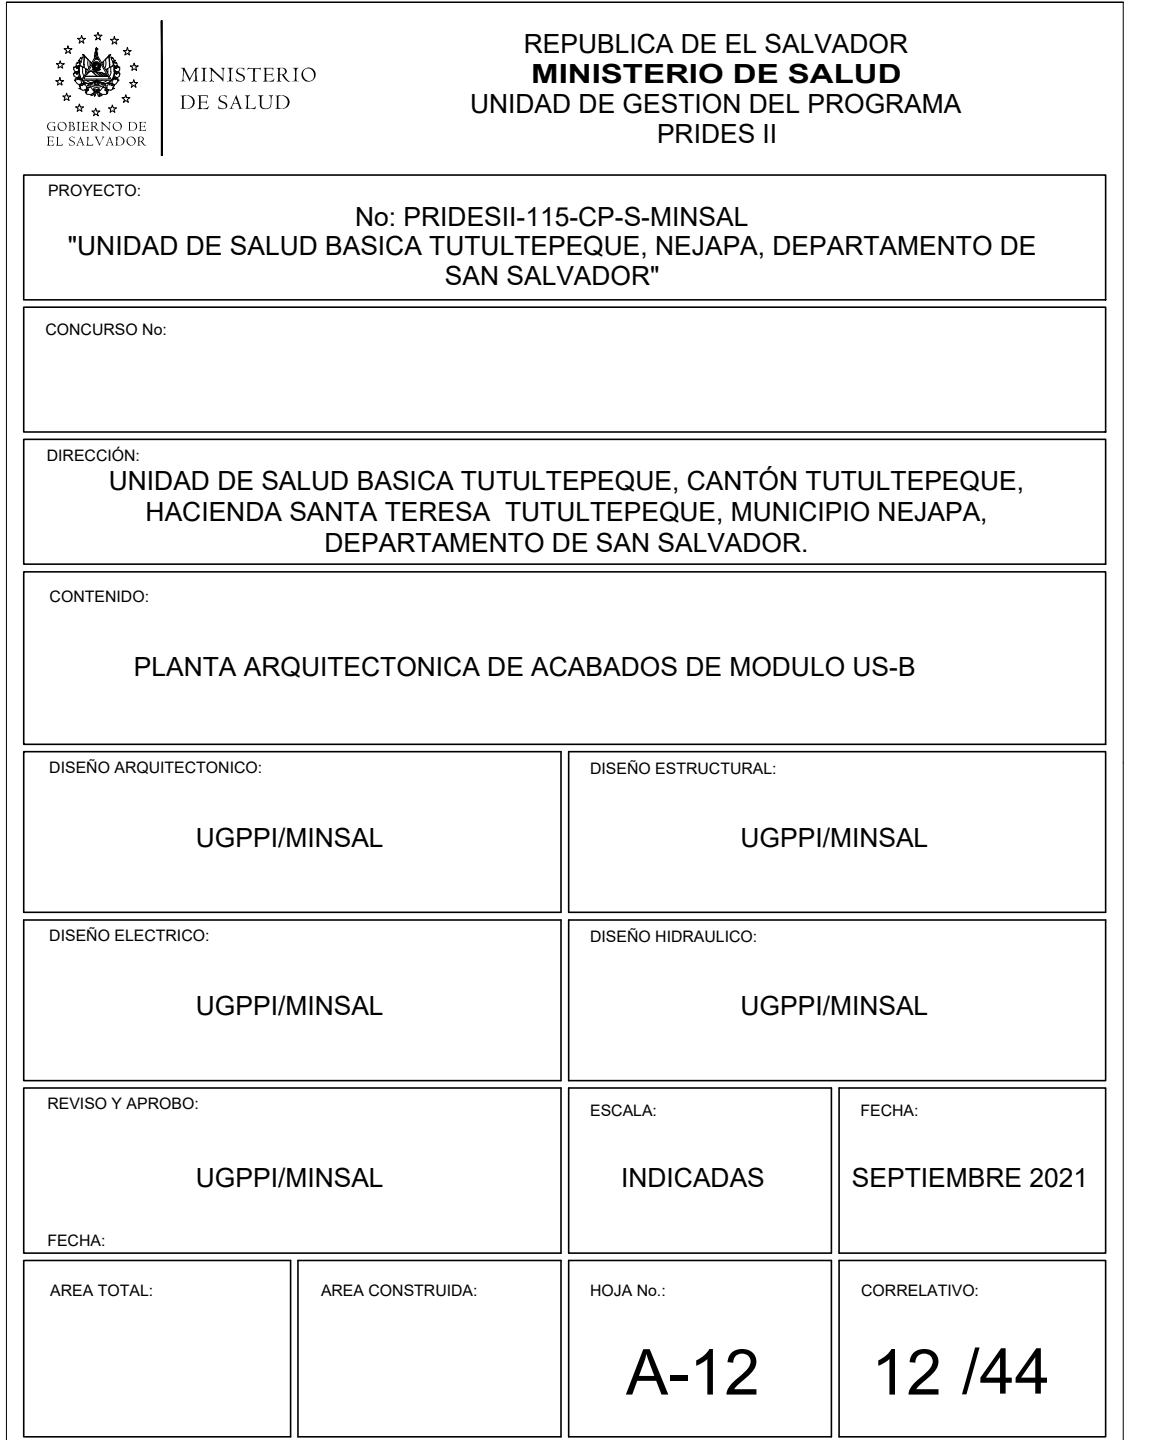 GOBIERNO DE
EL SALVADOR
MINISTERIO
DE SALUD
REPUBLICA DE EL SALVADOR
MINISTERIO DE SALUD
UNIDAD DE GESTION DEL PROGRAMA
PRIDES II
PROYECTO:
No: PRIDESII-115-CP-S-MINSAL
"UNIDAD DE SALUD BASICA TUTULTEPEQUE, NEJAPA, DEPARTAMENTO DE
SAN SALVADOR"
CONCURSO No:
DIRECCIÓN:
UNIDAD DE SALUD BASICA TUTULTEPEQUE, CANTÓN TUTULTEPEQUE,
HACIENDA SANTA TERESA TUTULTEPEQUE, MUNICIPIO NEJAPA,
DEPARTAMENTO DE SAN SALVADOR.
CONTENIDO:
PLANTA ARQUITECTONICA DE ACABADOS DE MODULO US-B
DISEÑO ARQUITECTONICO:
UGPPI/MINSAL
DISEÑO ESTRUCTURAL:
UGPPI/MINSAL
DISEÑO ELECTRICO:
UGPPI/MINSAL
DISEÑO HIDRAULICO:
UGPPI/MINSAL
REVISO Y APROBO:
UGPPI/MINSAL
FECHA:
ESCALA:
INDICADAS
FECHA:
SEPTIEMBRE 2021
AREA TOTAL:
AREA CONSTRUIDA:
HOJA No.:
A-12
CORRELATIVO:
12 /44